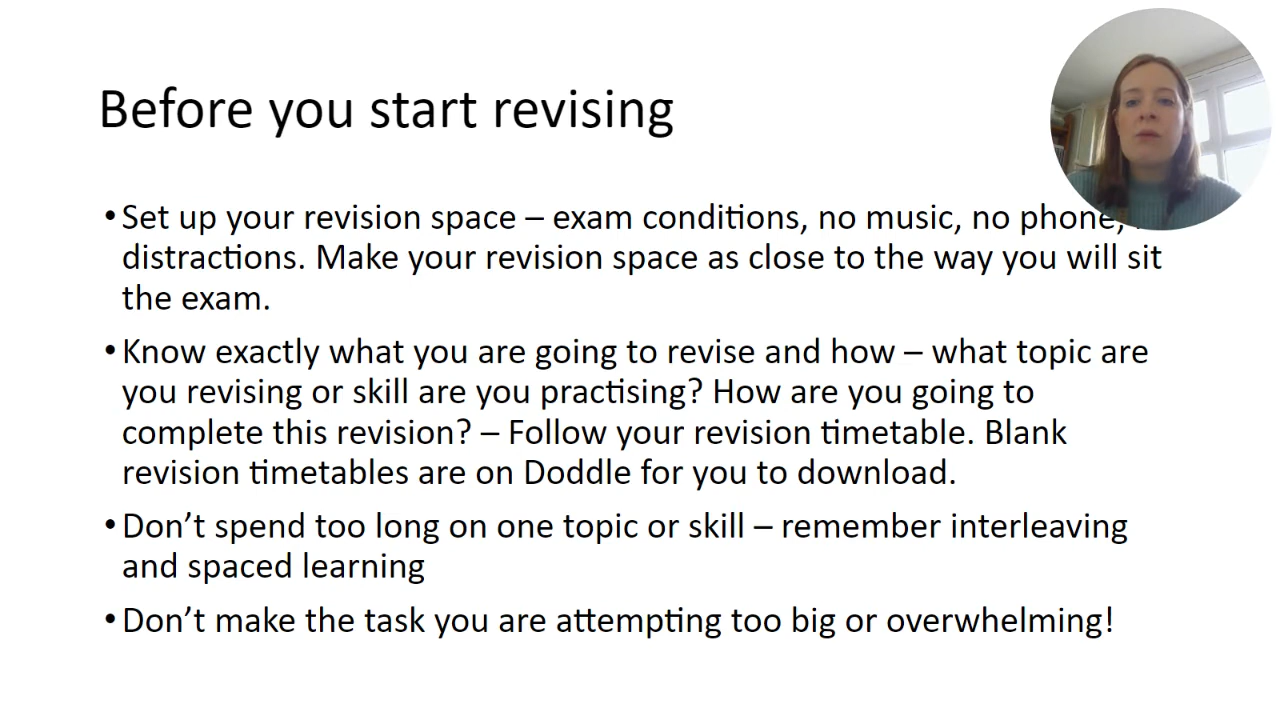 Before you start revising
•Set up your revision space – exam conditions, no music, no phone,
distractions. Make your revision space as close to the way you will sit
the exam.
•Know exactly what you are going to revise and how – what topic are
you revising or skill are you practising? How are you going to
complete this revision? – Follow your revision timetable. Blank
revision timetables are on Doddle for you to download.
•Don’t spend too long on one topic or skill – remember interleaving
and spaced learning
•Don’t make the task you are attempting too big or overwhelming!